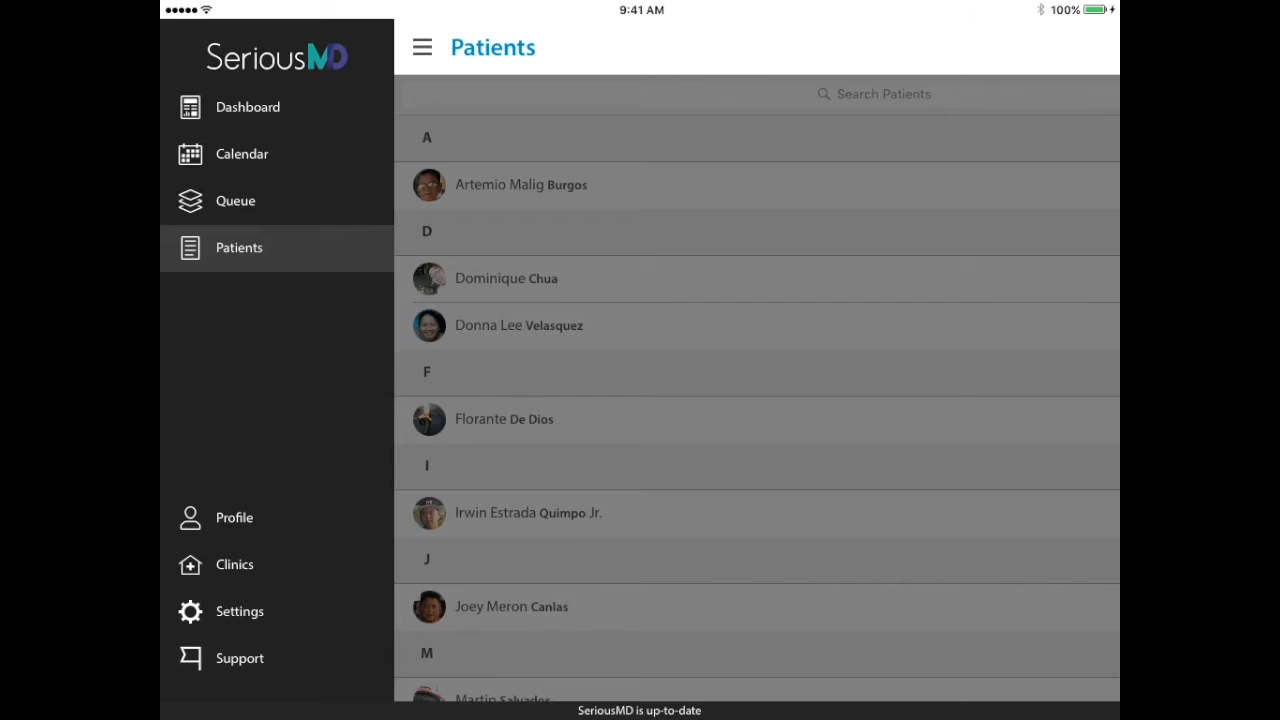 9:41 AM
100%
SeriousMD
Dashboard
Calendar
Queue
Patients
Profile
Clinics
Settings
Support
Patients
Search Patients
A
Artemio Malig Burgos
D
Dominique Chua
Donna Lee Velasquez
F
Florante De Dios
I
Irwin Estrada Quimpo Jr.
J
Joey Meron Canlas
M
Martin Salvador
SeriousMD is up-to-date